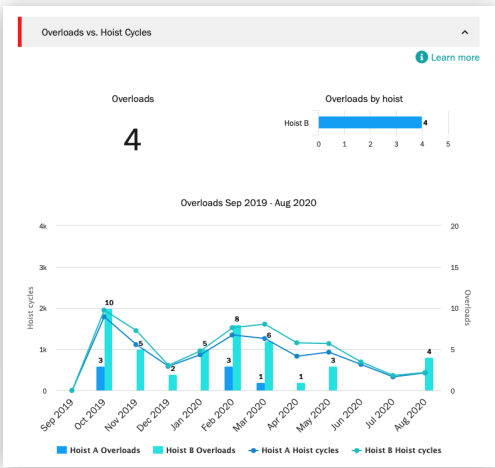 Overloads vs. Hoist Cycles
i Learn more
Overloads
4
Overloads by hoist
Hoist B
4
0 1 2 3 4 5
Overloads Sep 2019 - Aug 2020
4k
3k
2k
1k
0
Hoist cycles
20
15
10
5
0
Overloads
3
10
5
2
5
3
8
1
6
1
3
4
Sep 2019
Oct 2019
Nov 2019
Dec 2019
Jan 2020
Feb 2020
Mar 2020
Apr 2020
May 2020
Jun 2020
Jul 2020
Aug 2020
Hoist A Overloads Hoist B Overloads Hoist A Hoist cycles Hoist B Hoist cycles